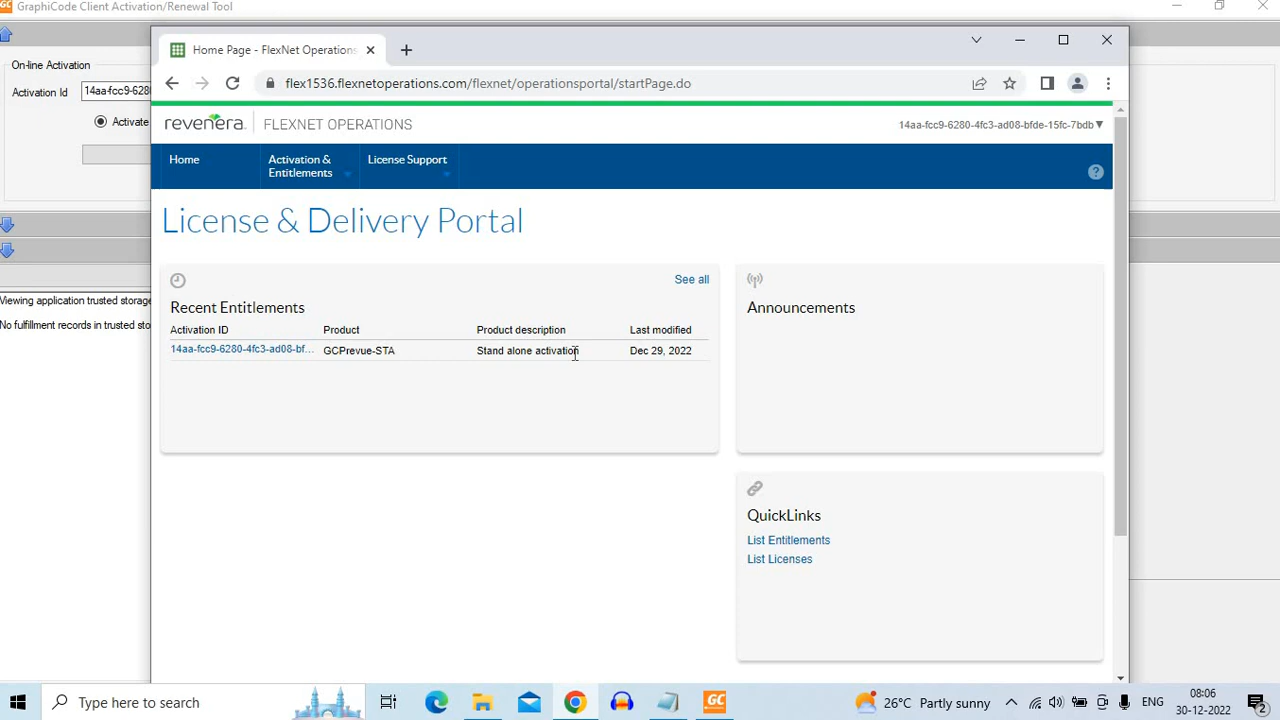 GraphiCode Client Activation/Renewal Tool
On-line Activation
Activation Id 14aa-fcc9-628
Activate
Viewing application trusted storage
No fulfillment records in trusted sto
Home Page - FlexNet Operations
flex1536.flexnetoperations.com/flexnet/operationsportal/startPage.do
revenera. FLEXNET OPERATIONS
14aa-fcc9-6280-4fc3-ad08-bfde-15fc-7bdb
Home
Activation &
Entitlements
License Support
License & Delivery Portal
See all
Recent Entitlements
Activation ID Product Product description Last modified
14aa-fcc9-6280-4fc3-ad08-bf... GCPrevue-STA Stand alone activation Dec 29, 2022
Announcements
QuickLinks
List Entitlements
List Licenses
Type here to search
GC
26°C Partly sunny
ENG
08:06
30-12-2022
2